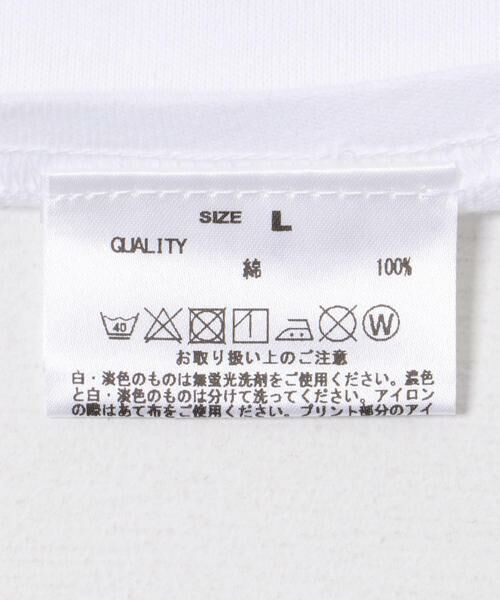 SIZE L
QUALITY
綿 100%
40 W
お取り扱い上のご注意
白・淡色のものは無蛍光洗剤をご使用ください。濃色
と白・淡色のものは分けて洗ってください。アイロン
の際はあて布をご使用ください。プリント部分のアイ